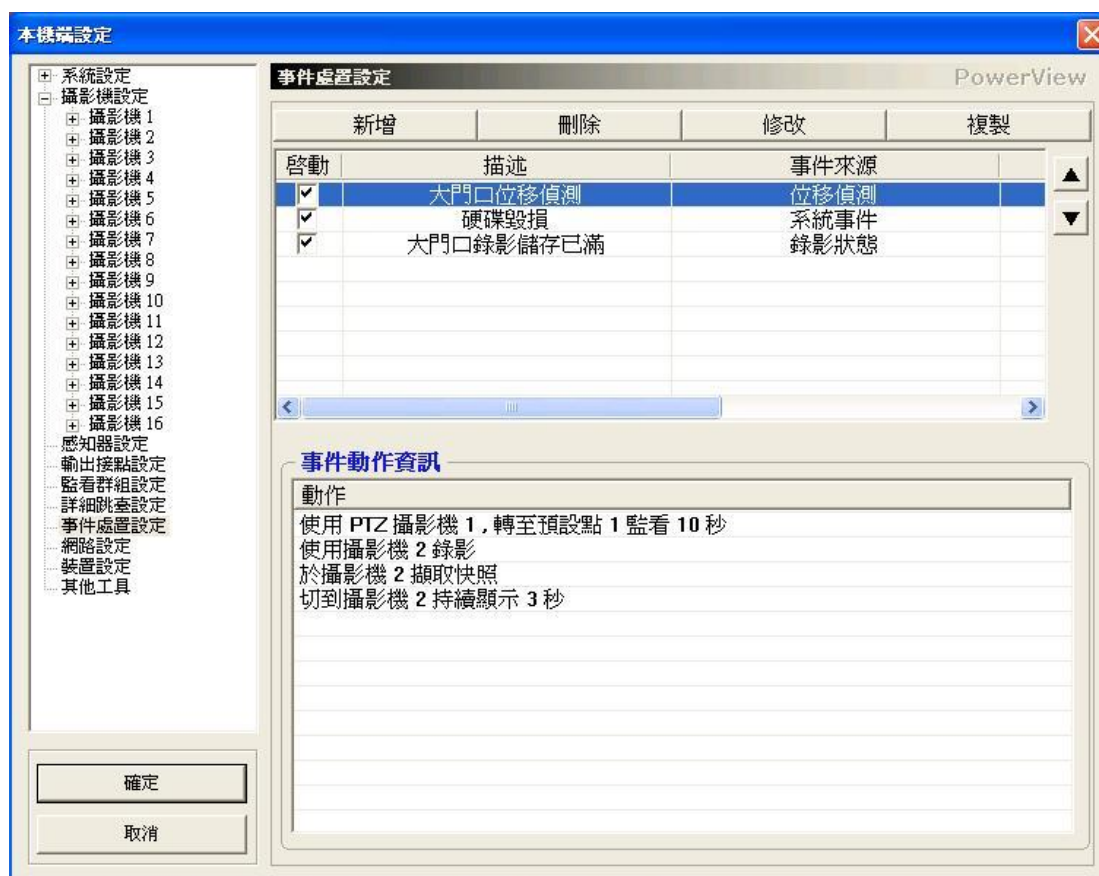 本機端設定
系統設定
攝影機設定
攝影機 1
攝影機 2
攝影機 3
攝影機 4
攝影機 5
攝影機 6
攝影機 7
攝影機 8
攝影機 9
攝影機 10
攝影機 11
攝影機 12
攝影機 13
攝影機 14
攝影機 15
攝影機 16
感知器設定
輸出接點設定
監看群組設定
詳細跳臺設定
事件處置設定
網路設定
裝置設定
其他工具
確定
取消
事件處置設定 PowerView
新增 刪除 修改 複製
啓動 描述 事件來源
大門口位移偵測 位移偵測
硬碟毀損 系統事件
大門口錄影儲存已滿 錄影狀態
事件動作資訊
動作
使用 PTZ 攝影機 1 , 轉至預設點 1 監看 10 秒
使用攝影機 2 錄影
於攝影機 2 擷取快照
切到攝影機 2 持續顯示 3 秒